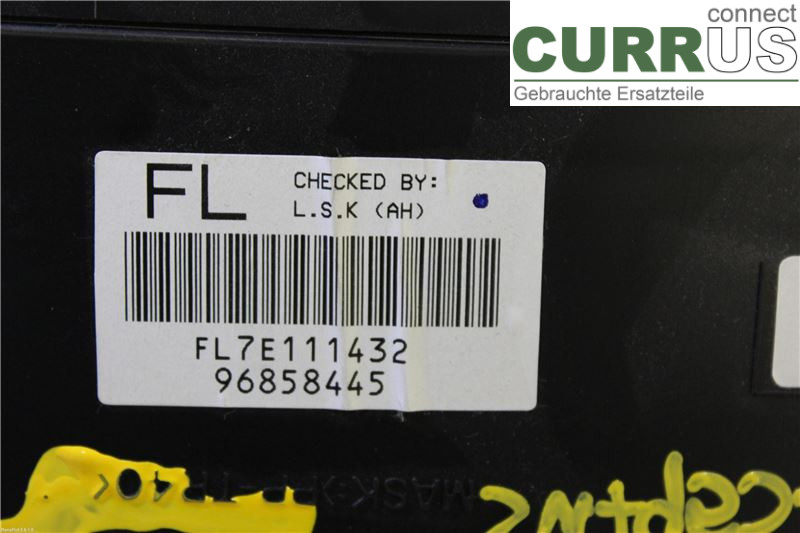 connect
CURRUS
Gebrauchte Ersatzteile
FL
CHECKED BY:
L.S.K (AH)
FL7E111432
96858445